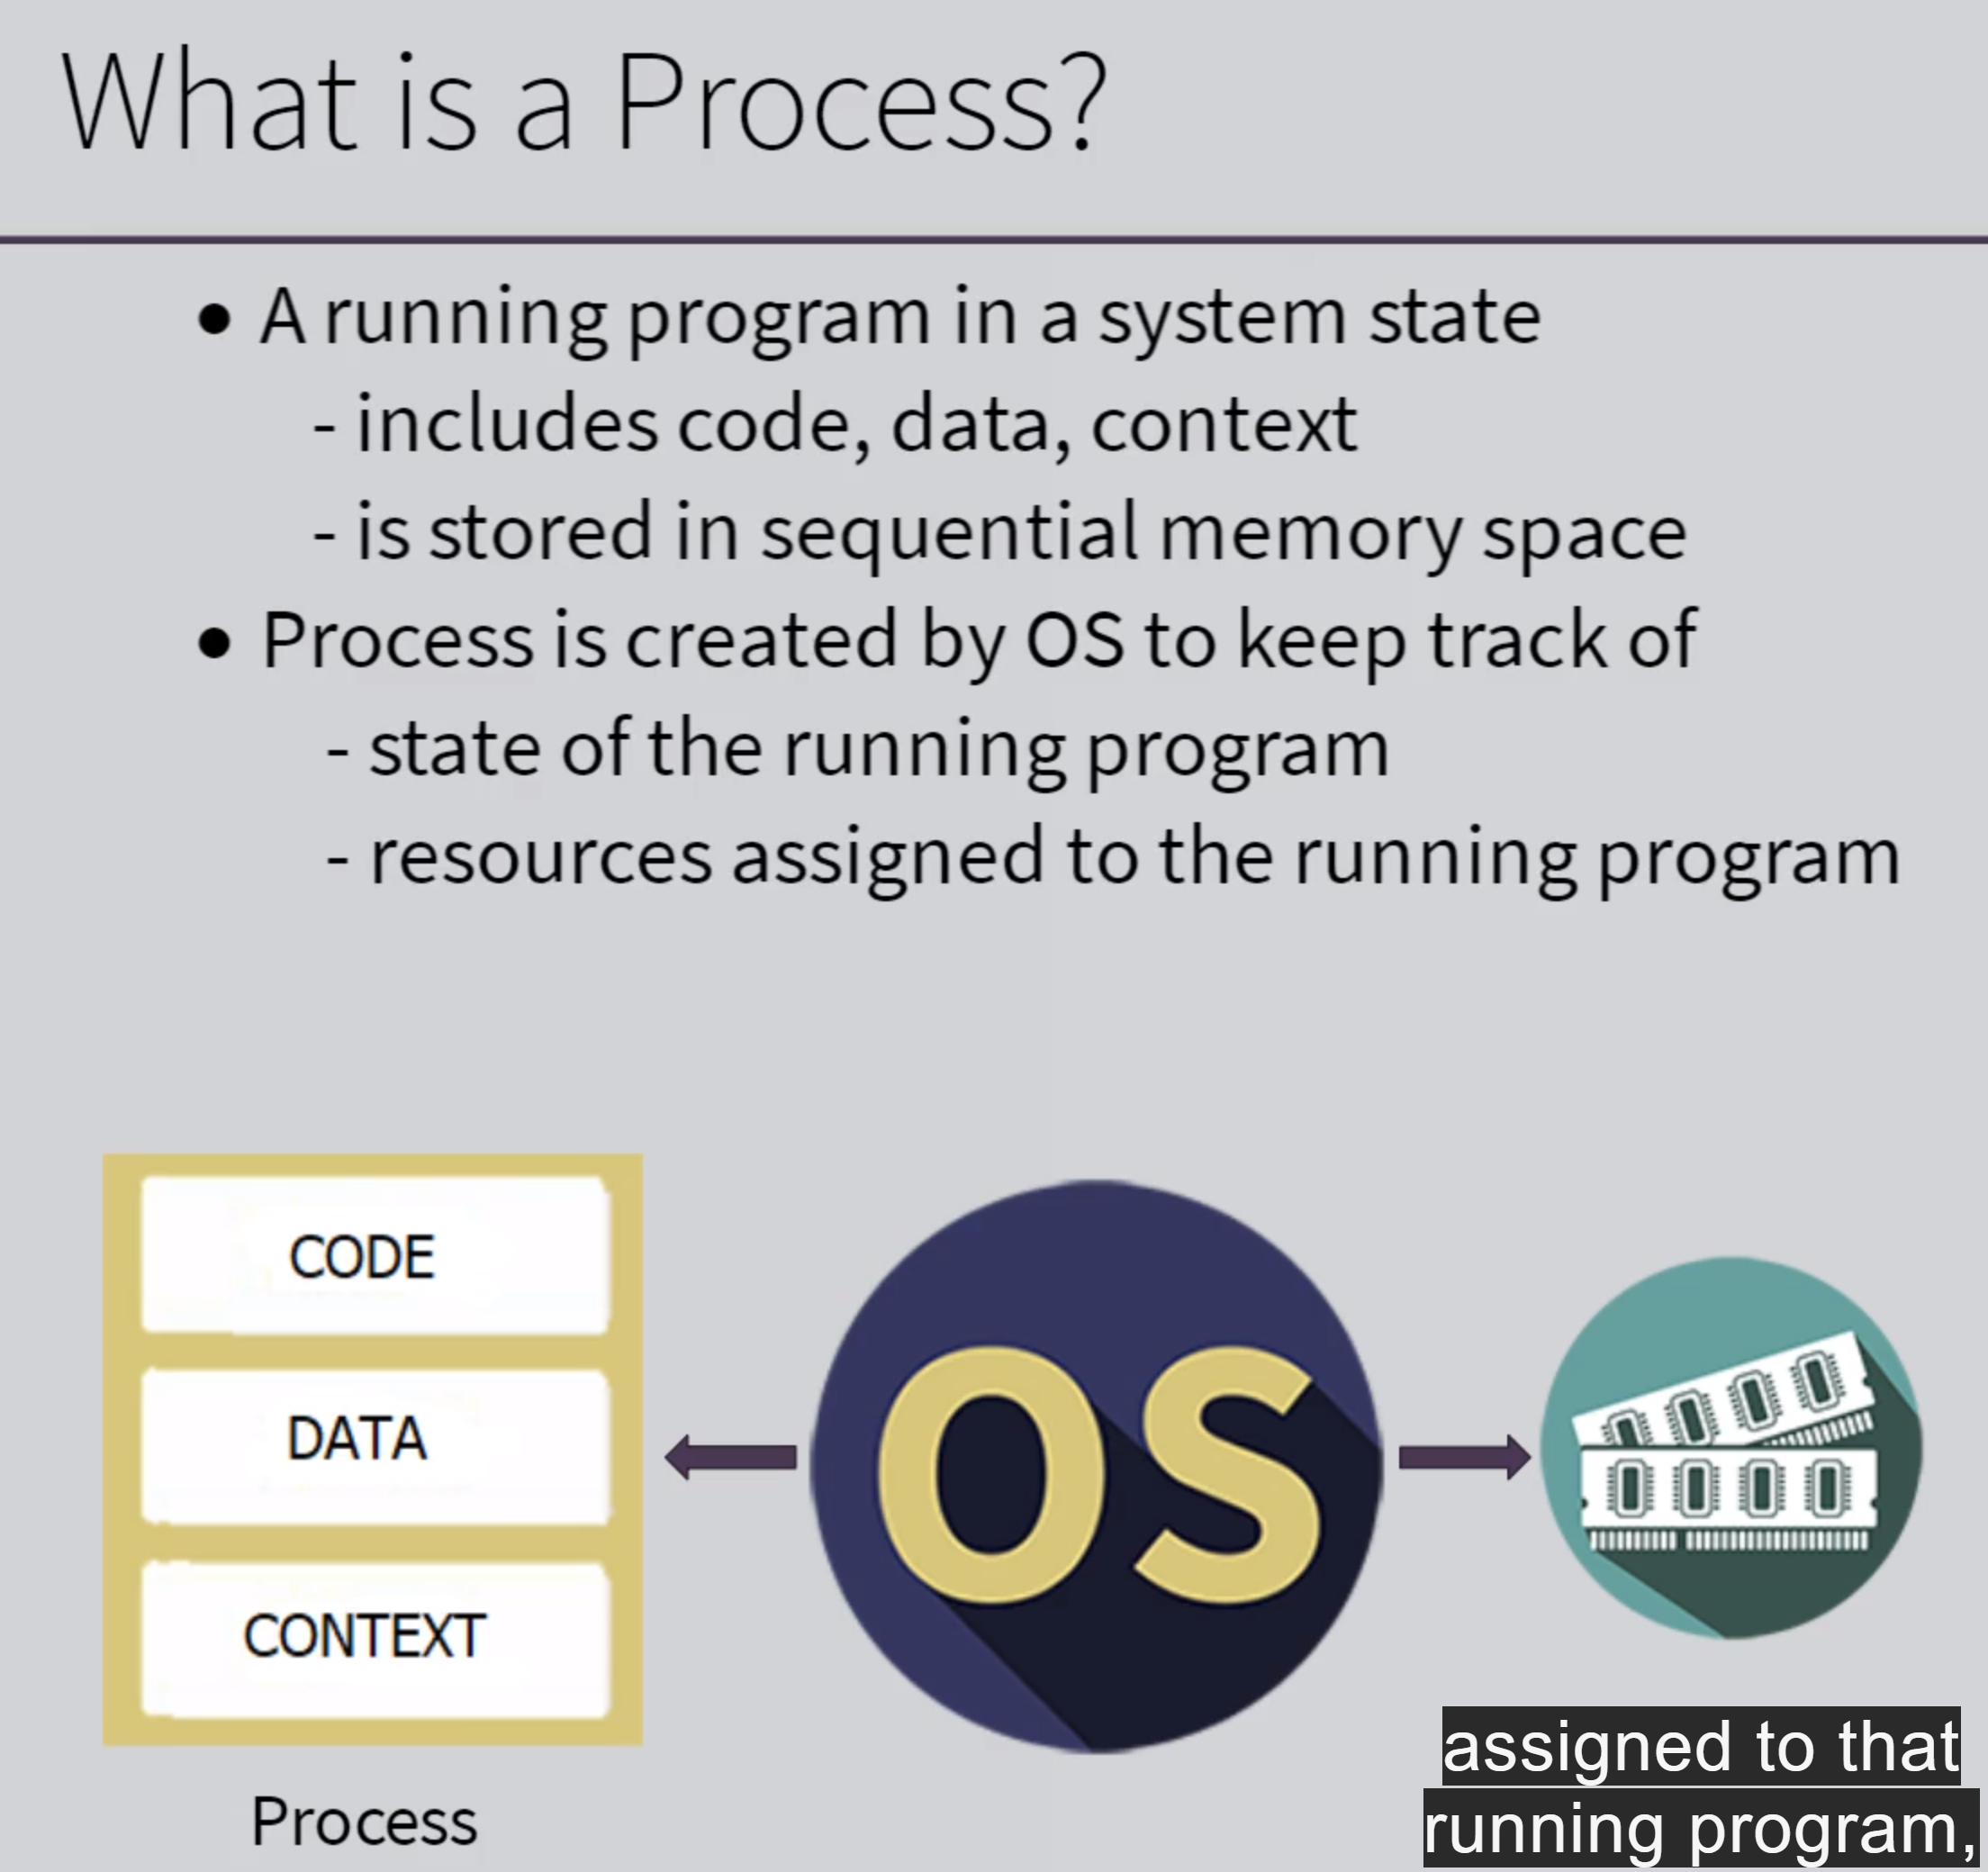 What is a Process?
• A running program in a system state
- includes code, data, context
- is stored in sequential memory space
• Process is created by OS to keep track of
- state of the running program
- resources assigned to the running program
CODE
DATA
CONTEXT
Process
OS
assigned to that
running program,